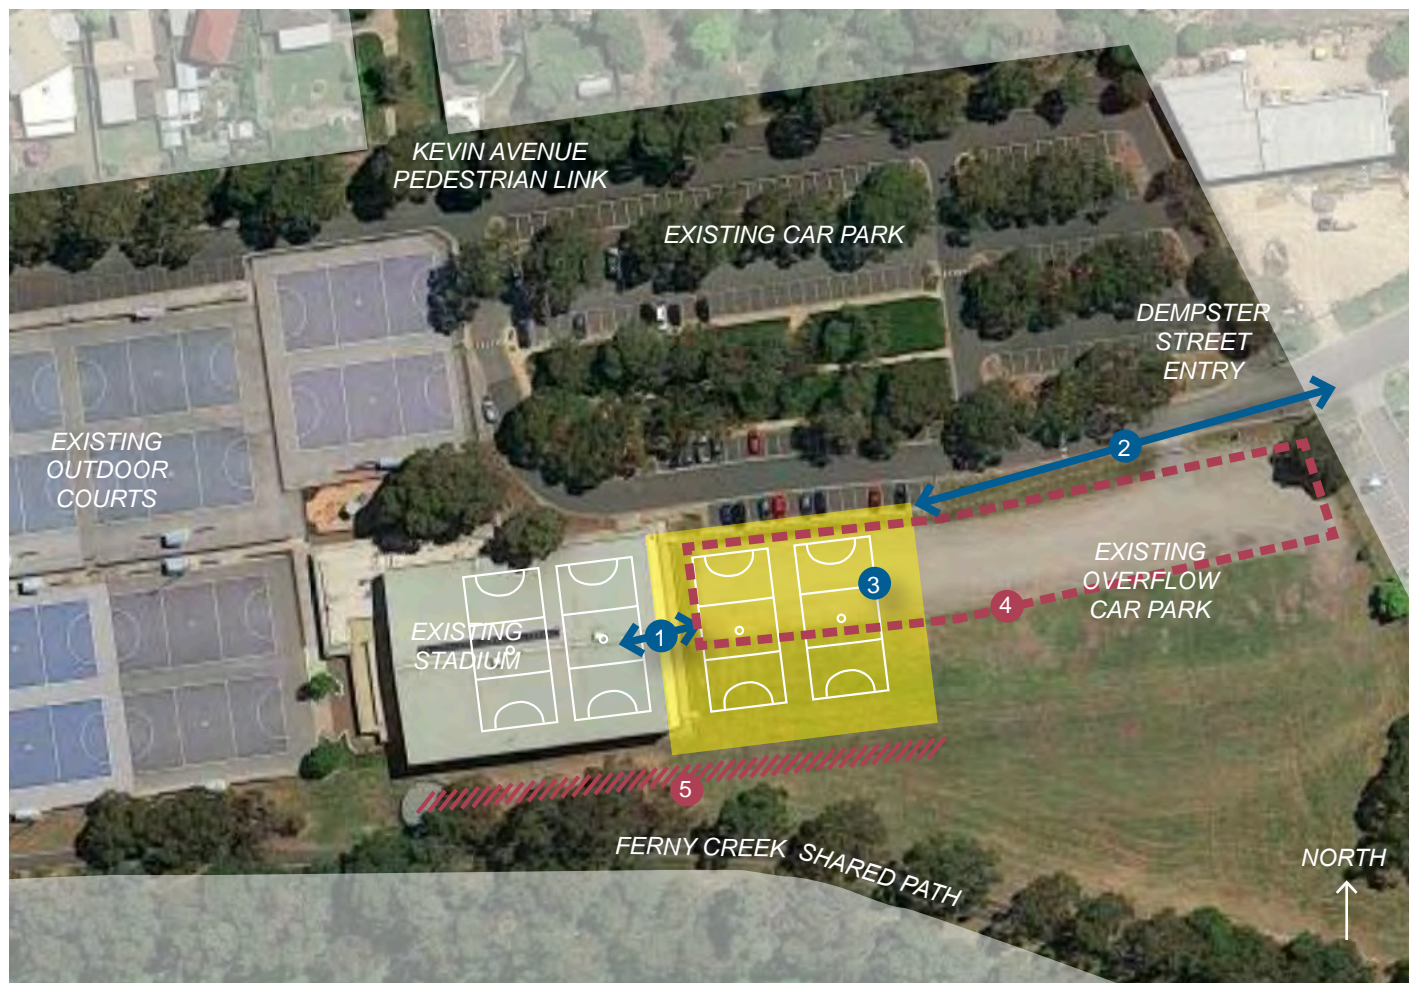 KEVIN AVENUE
PEDESTRIAN LINK
EXISTING CAR PARK
DEMPSTER
STREET
ENTRY
2
EXISTING
OUTDOOR
COURTS
EXISTING
OVERFLOW
CAR PARK
3
4
EXISTING
STADIUM
1
5
FERNY CREEK SHARED PATH
NORTH